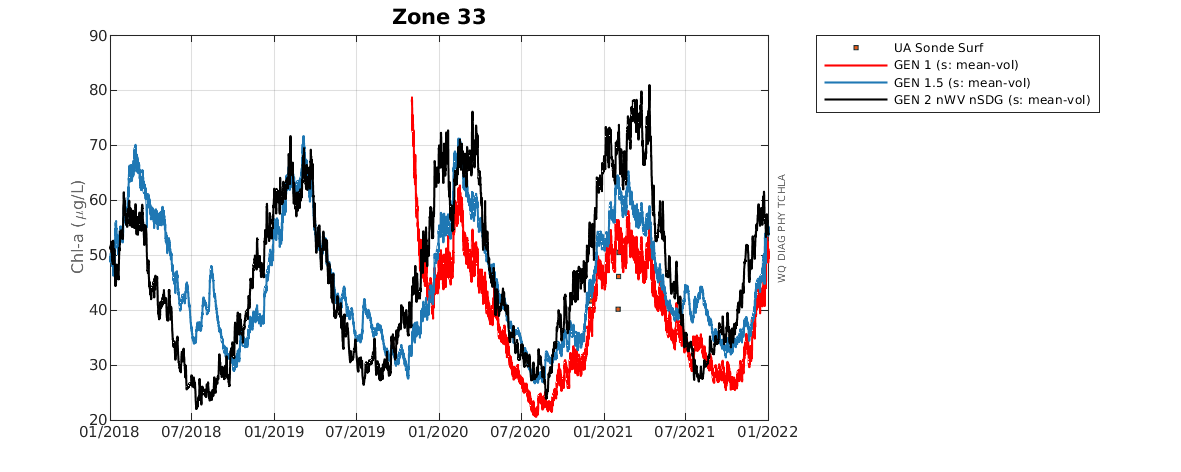 Zone 33
Chl-a (μg/L)
90
80
70
60
50
40
30
20
01/2018 07/2018 01/2019 07/2019 01/2020 07/2020 01/2021 07/2021 01/2022
WQ DIAG PHY TCHLA
UA Sonde Surf
GEN 1 (s: mean-vol)
GEN 1.5 (s: mean-vol)
GEN 2 nWV nSDG (s: mean-vol)